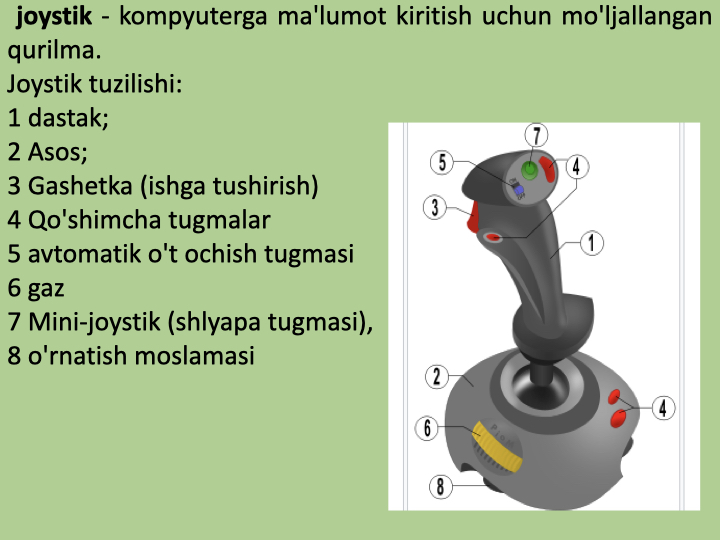 joystik - kompyuterga ma'lumot kiritish uchun mo'ljallangan
qurilma.
Joystik tuzilishi:
1 dastak;
2 Asos;
3 Gashetka (ishga tushirish)
4 Qo'shimcha tugmalar
5 avtomatik o't ochish tugmasi
6 gaz
7 Mini-joystik (shlyapa tugmasi),
8 o'rnatish moslamasi
7
5
4
3
1
2
4
6
8